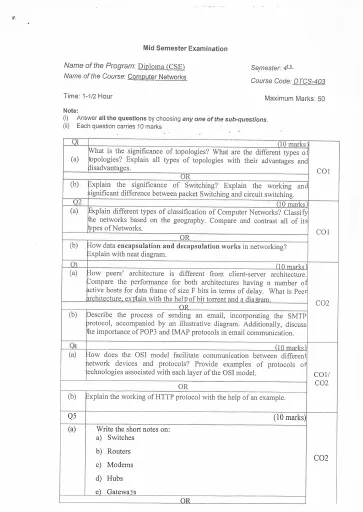 Mid Semester Examination
Name of the Program: Diploma (CSE)
Semester: 4th
Name of the Course: Computer Networks
Course Code: DTCS-403
Time: 1-1/2 Hour
Maximum Marks: 50
Note:
(i) Answer all the questions by choosing any one of the sub-questions.
(ii) Each question carries 10 marks
Q1 (10 marks)
(a) What is the significance of topologies? What are the different types of
topologies? Explain all types of topologies with their advantages and
disadvantages.
CO1
OR
(b) Explain the significance of Switching? Explain the working and
significant difference between packet Switching and circuit switching.
Q2 (10 marks)
(a) Explain different types of classification of Computer Networks? Classify
the networks based on the geography. Compare and contrast all of its
types of Networks.
CO1
OR
(b) How data encapsulation and decapsulation works in networking?
Explain with neat diagram.
Q3 (10 marks)
(a) How peers' architecture is different from client-server architecture.
Compare the performance for both architectures having a number of
active hosts for data frame of size F bits in terms of delay. What is Peer
architecture, explain with the help of bit torrent and a diagram.
CO2
OR
(b) Describe the process of sending an email, incorporating the SMTP
protocol, accompanied by an illustrative diagram. Additionally, discuss
the importance of POP3 and IMAP protocols in email communication.
Q4 (10 marks)
(a) How does the OSI model facilitate communication between different
network devices and protocols? Provide examples of protocols or
technologies associated with each layer of the OSI model.
CO1/
CO2
OR
(b) Explain the working of HTTP protocol with the help of an example.
Q5 (10 marks)
(a) Write the short notes on:
a) Switches
b) Routers
c) Modems
d) Hubs
e) Gateways
CO2
OR